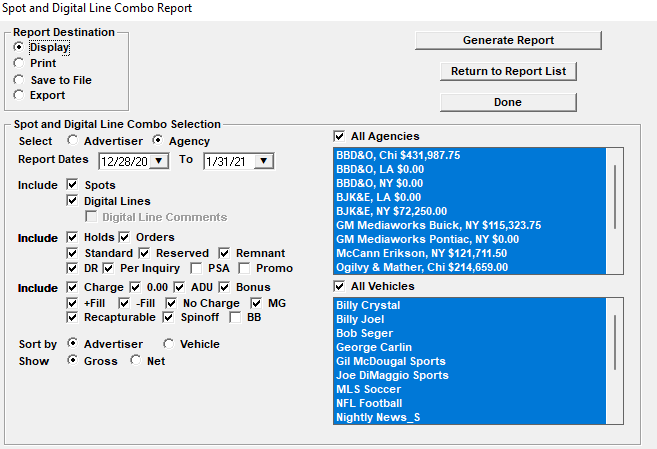 Spot and Digital Line Combo Report
Report Destination
Display
Print
Save to File
Export
Generate Report
Return to Report List
Done
Spot and Digital Line Combo Selection
Select Advertiser Agency
Report Dates 12/28/20 To 1/31/21
Include Spots
Digital Lines
Digital Line Comments
Include Holds Orders
Standard Reserved Remnant
DR Per Inquiry PSA Promo
Include Charge 0.00 ADU Bonus
+Fill -Fill No Charge MG
Recapturable Spinoff BB
Sort by Advertiser Vehicle
Show Gross Net
All Agencies
BBD&O, Chi $431,987.75
BBD&O, LA $0.00
BBD&O, NY $0.00
BJK&E, LA $0.00
BJK&E, NY $72,250.00
GM Mediaworks Buick, NY $115,323.75
GM Mediaworks Pontiac, NY $0.00
McCann Erikson, NY $121,711.50
Ogilvy & Mather, Chi $214,659.00
All Vehicles
Billy Crystal
Billy Joel
Bob Seger
George Carlin
Gil McDougal Sports
Joe DiMaggio Sports
MLS Soccer
NFL Football
Nightly News_S